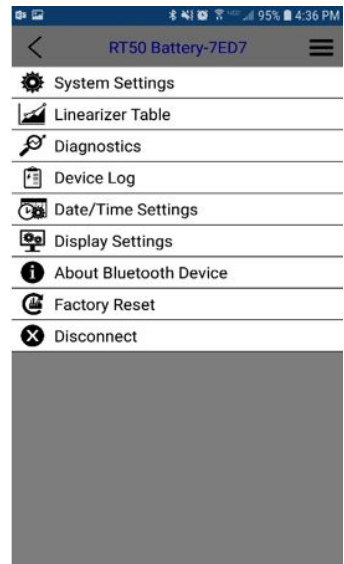 95% 4:36 PM
RT50 Battery-7ED7
System Settings
Linearizer Table
Diagnostics
Device Log
Date/Time Settings
Display Settings
About Bluetooth Device
Factory Reset
Disconnect